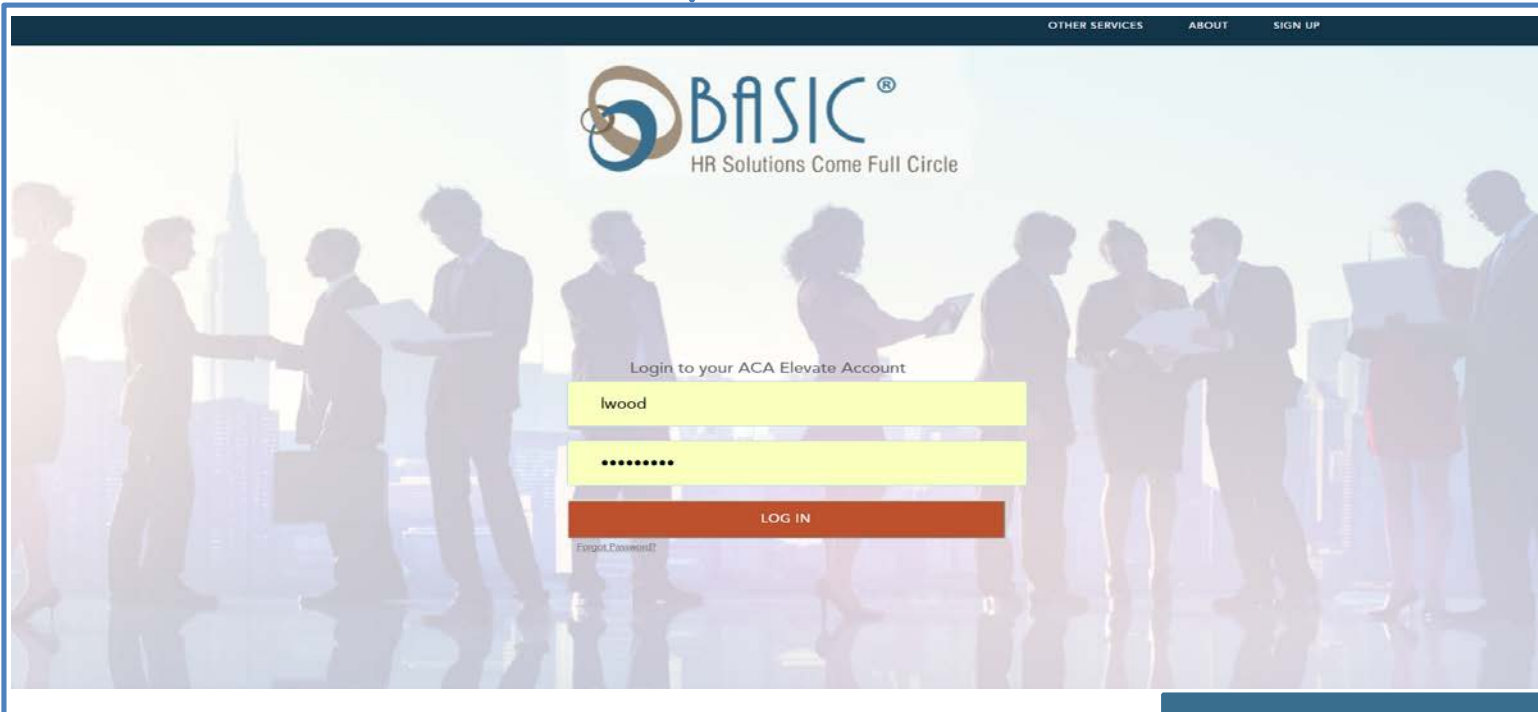 OTHER SERVICES ABOUT SIGN UP
BASIC®
HR Solutions Come Full Circle
Login to your ACA Elevate Account
lwood
•••••••••
LOG IN
Forgot Password?